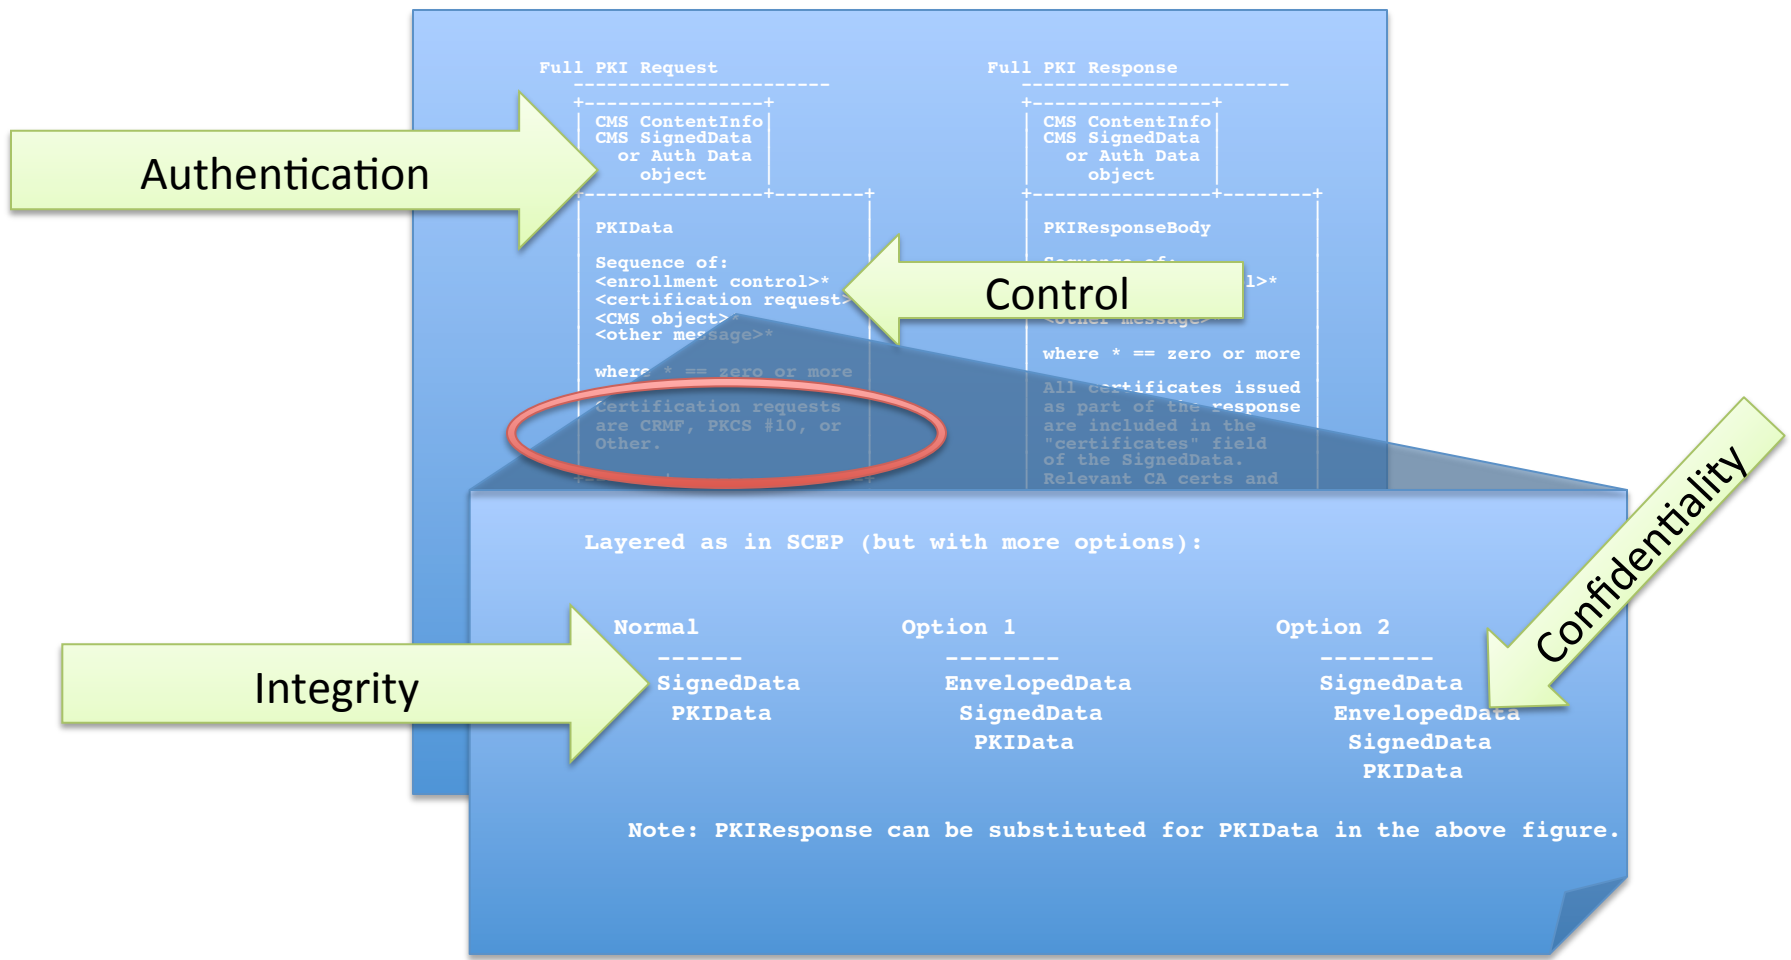 Full PKI Request
-----------------------
+----------------+
| CMS ContentInfo|
| CMS SignedData |
| or Auth Data |
| object |
+----------------+--------+
| PKIData |
| Sequence of: |
| <enrollment control>*
| <certification request>
| <CMS object>*
| <other message>*
| where * == zero or more |
| Certification requests |
| are CRMF, PKCS #10, or |
| Other. |
Full PKI Response
------------------------
+----------------+
| CMS ContentInfo|
| CMS SignedData |
| or Auth Data |
| object |
+----------------+--------+
| PKIResponseBody |
| Sequence of: |
l>*
| <other message>*
| where * == zero or more |
| All certificates issued
| as part of the response
| are included in the
| "certificates" field
| of the SignedData.
| Relevant CA certs and |
Authentication
Control
Layered as in SCEP (but with more options):
Normal Option 1 Option 2
------ -------- --------
SignedData EnvelopedData SignedData
PKIData SignedData EnvelopedData
PKIData SignedData
PKIData
Note: PKIResponse can be substituted for PKIData in the above figure.
Integrity
Confidentiality